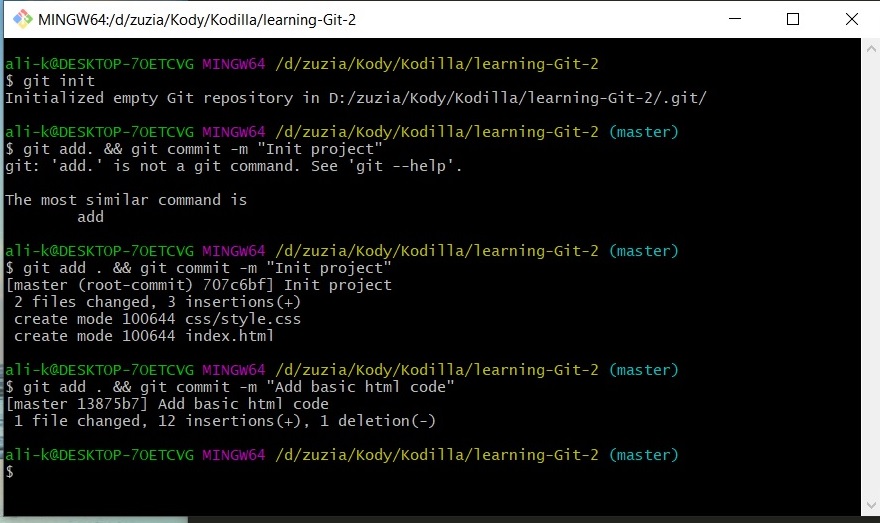 MINGW64:/d/zuzia/Kody/Kodilla/learning-Git-2
ali-k@DESKTOP-7OETCVG MINGW64 /d/zuzia/Kody/Kodilla/learning-Git-2
$ git init
Initialized empty Git repository in D:/zuzia/Kody/Kodilla/learning-Git-2/.git/
ali-k@DESKTOP-7OETCVG MINGW64 /d/zuzia/Kody/Kodilla/learning-Git-2 (master)
$ git add. && git commit -m "Init project"
git: 'add.' is not a git command. See 'git --help'.
The most similar command is
add
ali-k@DESKTOP-7OETCVG MINGW64 /d/zuzia/Kody/Kodilla/learning-Git-2 (master)
$ git add . && git commit -m "Init project"
[master (root-commit) 707c6bf] Init project
2 files changed, 3 insertions(+)
create mode 100644 css/style.css
create mode 100644 index.html
ali-k@DESKTOP-7OETCVG MINGW64 /d/zuzia/Kody/Kodilla/learning-Git-2 (master)
$ git add . && git commit -m "Add basic html code"
[master 13875b7] Add basic html code
1 file changed, 12 insertions(+), 1 deletion(-)
ali-k@DESKTOP-7OETCVG MINGW64 /d/zuzia/Kody/Kodilla/learning-Git-2 (master)
$